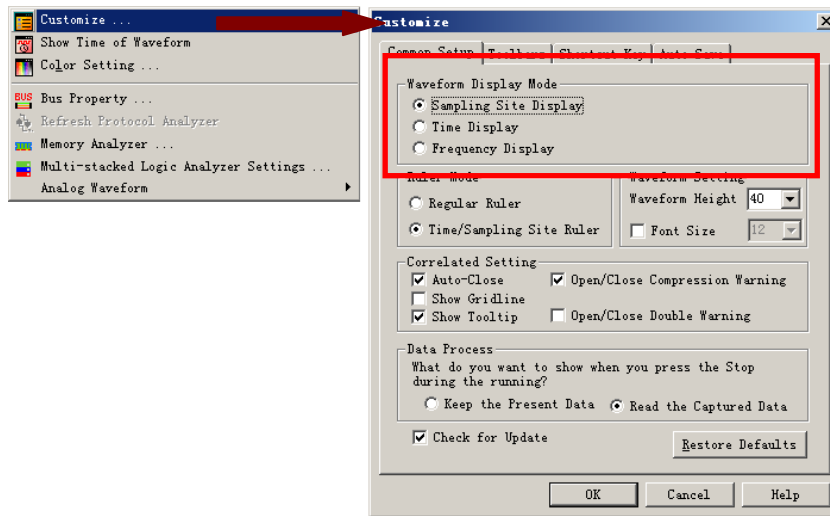 Customize ...
Show Time of Waveform
Color Setting ...
BUS Bus Property ...
Refresh Protocol Analyzer
Memory Analyzer ...
Multi-stacked Logic Analyzer Settings ...
Analog Waveform
Customize
Common Setup Toolbars Shortcut Key Auto Save
Waveform Display Mode
Sampling Site Display
Time Display
Frequency Display
Ruler Mode
Regular Ruler
Time/Sampling Site Ruler
Waveform Setting
Waveform Height 40
Font Size 12
Correlated Setting
Auto-Close Open/Close Compression Warning
Show Gridline
Show Tooltip Open/Close Double Warning
Data Process
What do you want to show when you press the Stop
during the running?
Keep the Present Data Read the Captured Data
Check for Update
Restore Defaults
OK Cancel Help